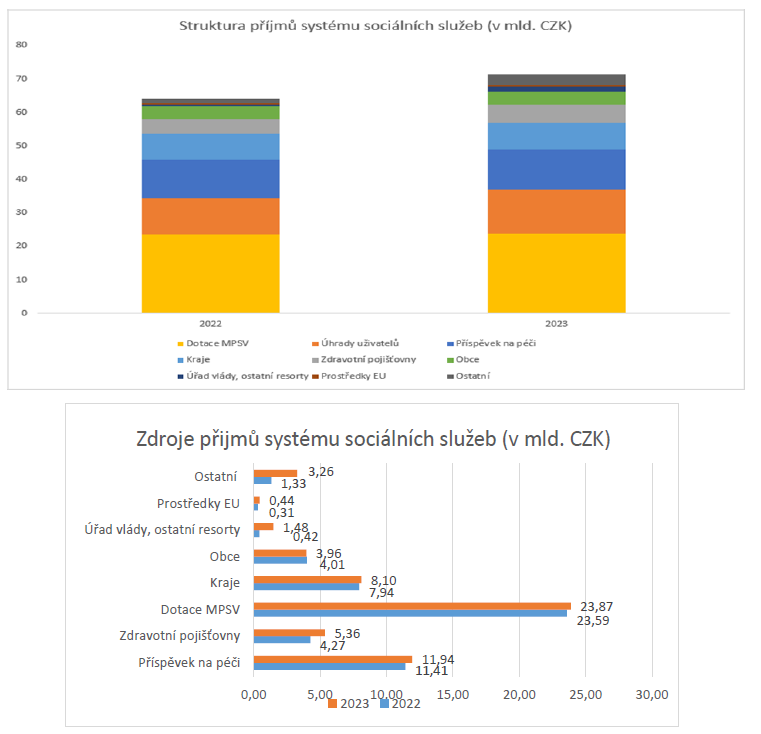 Struktura příjmů systému sociálních služeb (v mld. CZK)
80
70
60
50
40
30
20
10
0
2022 2023
Dotace MPSV Úhrady uživatelů Příspěvek na péči
Kraje Zdravotní pojišťovny Obce
Úřad vlády, ostatní resorty Prostředky EU Ostatní
Zdroje přijmů systému sociálních služeb (v mld. CZK)
Ostatní 3,26
1,33
Prostředky EU 0,44
0,31
Úřad vlády, ostatní resorty 1,48
0,42
Obce 3,96
4,01
Kraje 8,10
7,94
Dotace MPSV 23,87
23,59
Zdravotní pojišťovny 5,36
4,27
Příspěvek na péči 11,94
11,41
0,00 5,00 10,00 15,00 20,00 25,00 30,00
2023 2022